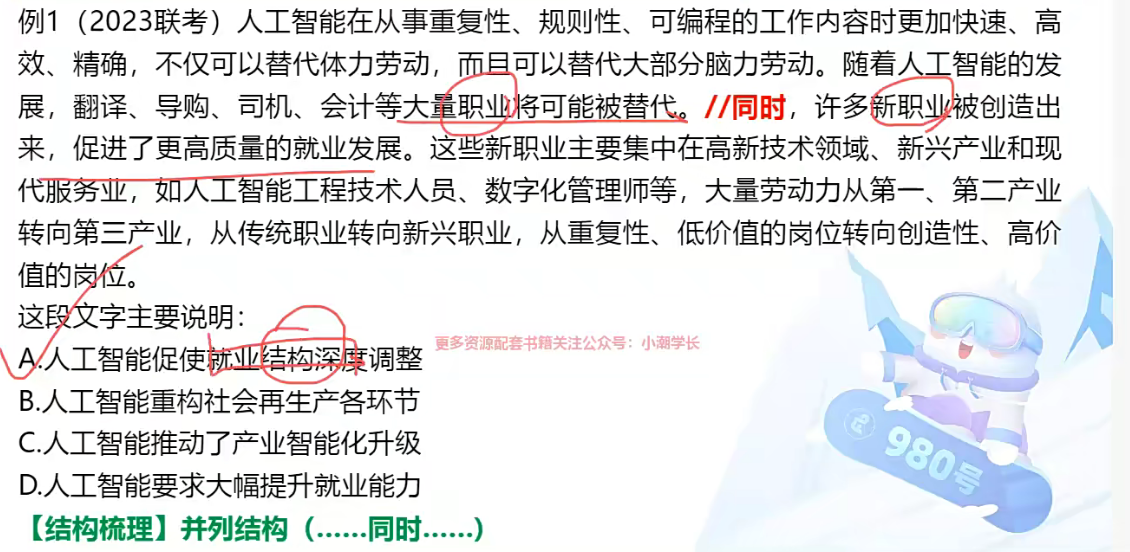 例1（2023联考）人工智能在从事重复性、规则性、可编程的工作内容时更加快速、高
效、精确，不仅可以替代体力劳动，而且可以替代大部分脑力劳动。随着人工智能的发
展，翻译、导购、司机、会计等大量职业将可能被替代。//同时，许多新职业被创造出
来，促进了更高质量的就业发展。这些新职业主要集中在高新技术领域、新兴产业和现
代服务业，如人工智能工程技术人员、数字化管理师等，大量劳动力从第一、第二产业
转向第三产业，从传统职业转向新兴职业，从重复性、低价值的岗位转向创造性、高价
值的岗位。
这段文字主要说明：
更多资源配套书籍关注公众号：小潮学长
A.人工智能促使就业结构深度调整
B.人工智能重构社会再生产各环节
C.人工智能推动了产业智能化升级
D.人工智能要求大幅提升就业能力
980号
【结构梳理】并列结构（……同时……）